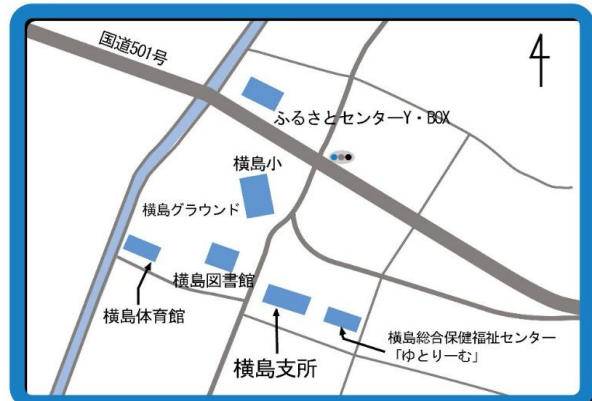 国道501号
4
ふるさとセンターY・BOX
横島小
横島グラウンド
横島図書館
横島体育館
横島支所
横島総合保健福祉センター
「ゆとりーむ」